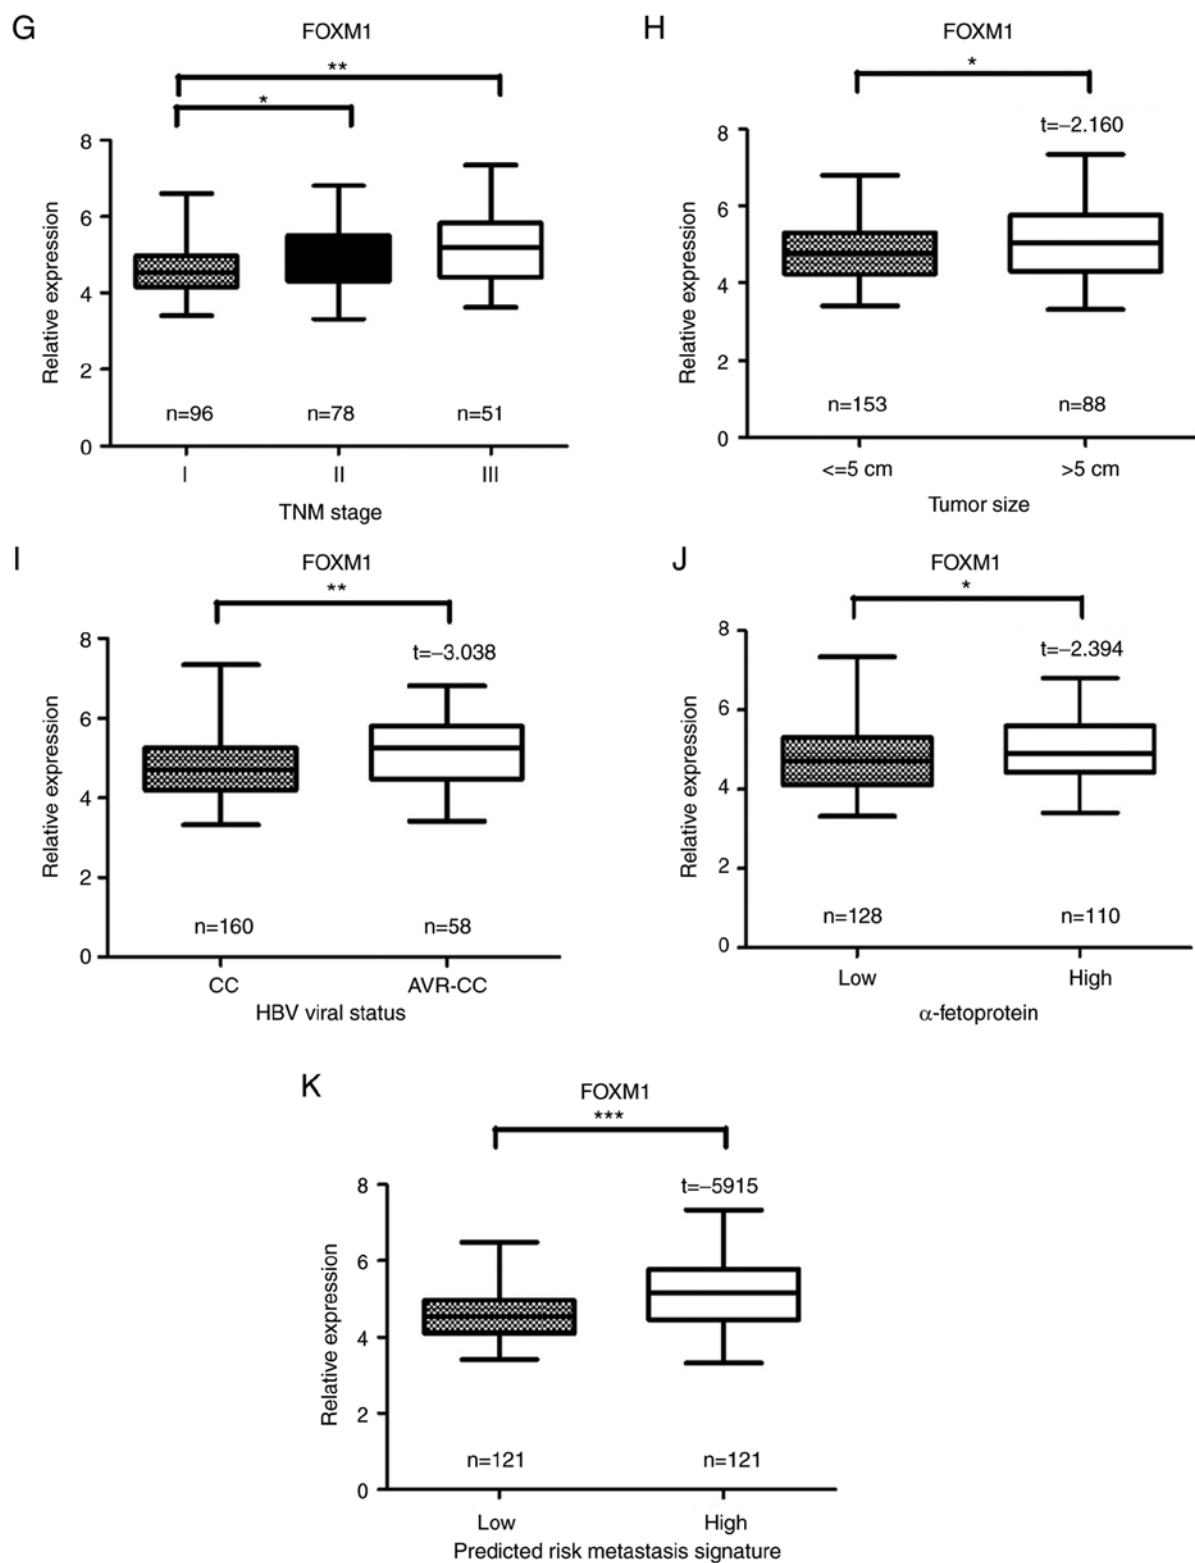 G
FOXM1
**
*
8
6
4
2
0
Relative expression
n=96 n=78 n=51
I II III
TNM stage
H
FOXM1
*
t=–2.160
8
6
4
2
0
Relative expression
n=153 n=88
<=5 cm >5 cm
Tumor size
I
FOXM1
**
t=–3.038
8
6
4
2
0
Relative expression
n=160 n=58
CC AVR-CC
HBV viral status
J
FOXM1
*
t=–2.394
8
6
4
2
0
Relative expression
n=128 n=110
Low High
α-fetoprotein
K
FOXM1
***
t=–5915
8
6
4
2
0
Relative expression
n=121 n=121
Low High
Predicted risk metastasis signature